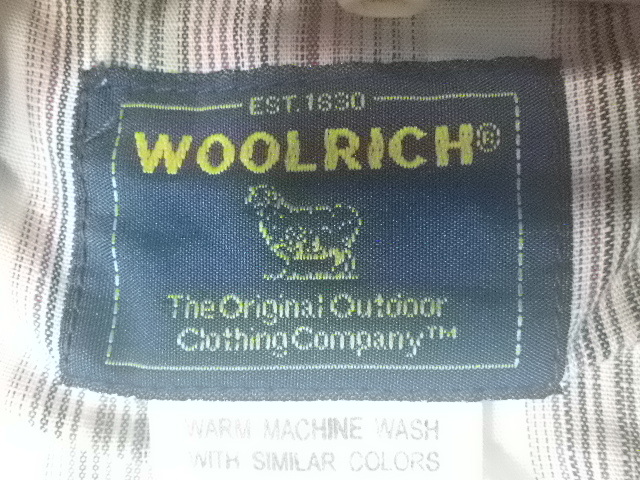 EST. 1830
WOOLRICH®
The Original Outdoor
Clothing Company™
WARM MACHINE WASH
WITH SIMILAR COLORS